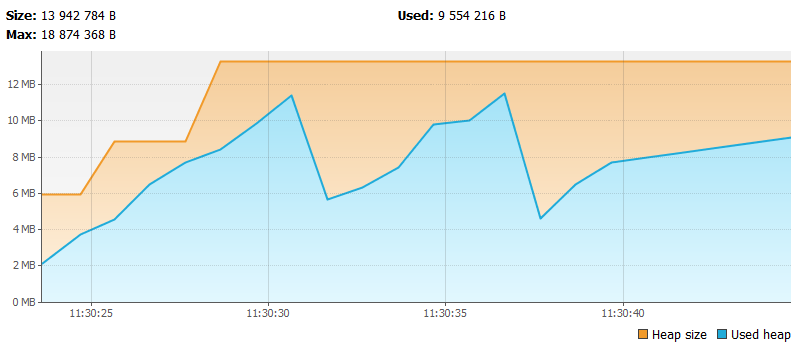 Size: 13 942 784 B
Used: 9 554 216 B
Max: 18 874 368 B
12 MB
10 MB
8 MB
6 MB
4 MB
2 MB
0 MB
11:30:25
11:30:30
11:30:35
11:30:40
Heap size
Used heap